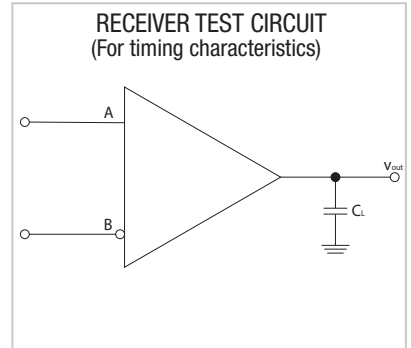 RECEIVER TEST CIRCUIT
(For timing characteristics)
A
Vout
CL
B